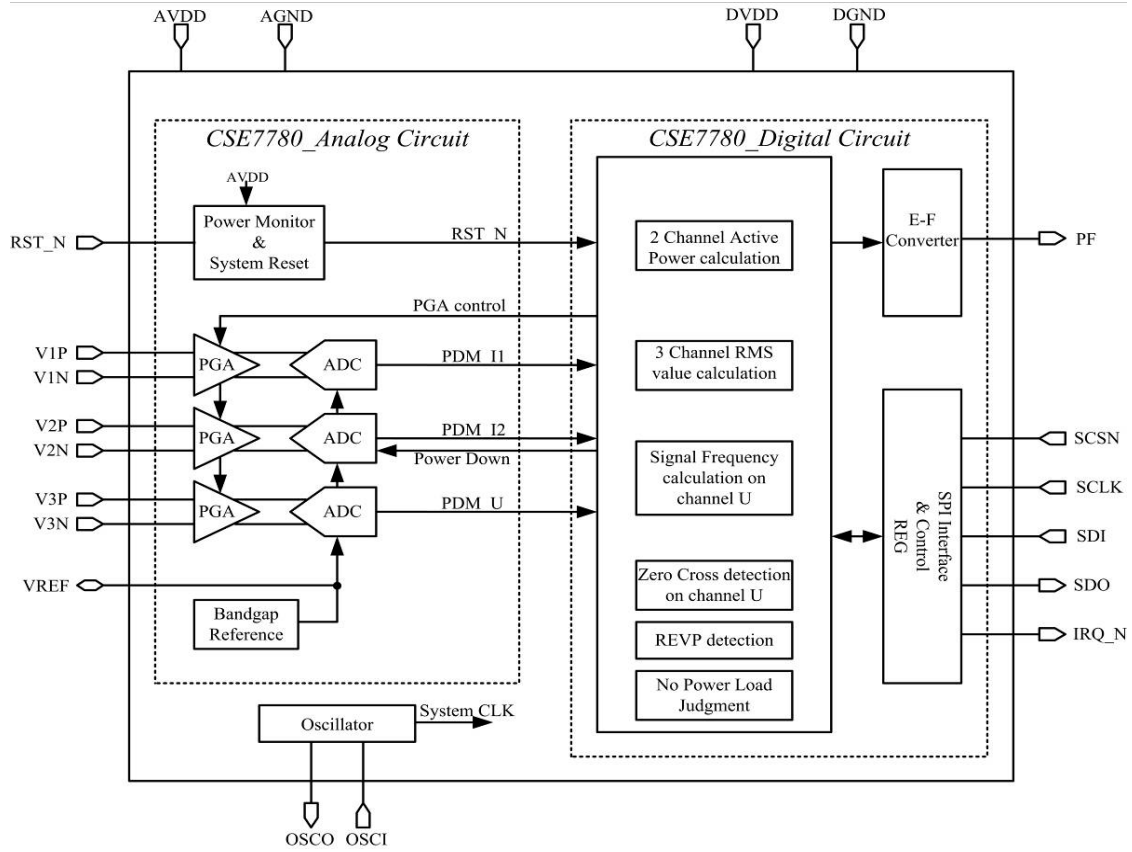 AVDD
AGND
DVDD
DGND
CSE7780_Analog Circuit
CSE7780_Digital Circuit
AVDD
Power Monitor
&
System Reset
RST_N
RST_N
2 Channel Active
Power calculation
E-F
Converter
PF
PGA control
V1P
V1N
PGA
ADC
PDM_I1
3 Channel RMS
value calculation
V2P
V2N
PGA
ADC
PDM_I2
Power Down
Signal Frequency
calculation on
channel U
V3P
V3N
PGA
ADC
PDM_U
SPI Interface
& Control
REG
SCSN
SCLK
SDI
SDO
IRQ_N
VREF
Bandgap
Reference
Zero Cross detection
on channel U
REVP detection
No Power Load
Judgment
Oscillator
System CLK
OSCO
OSCI